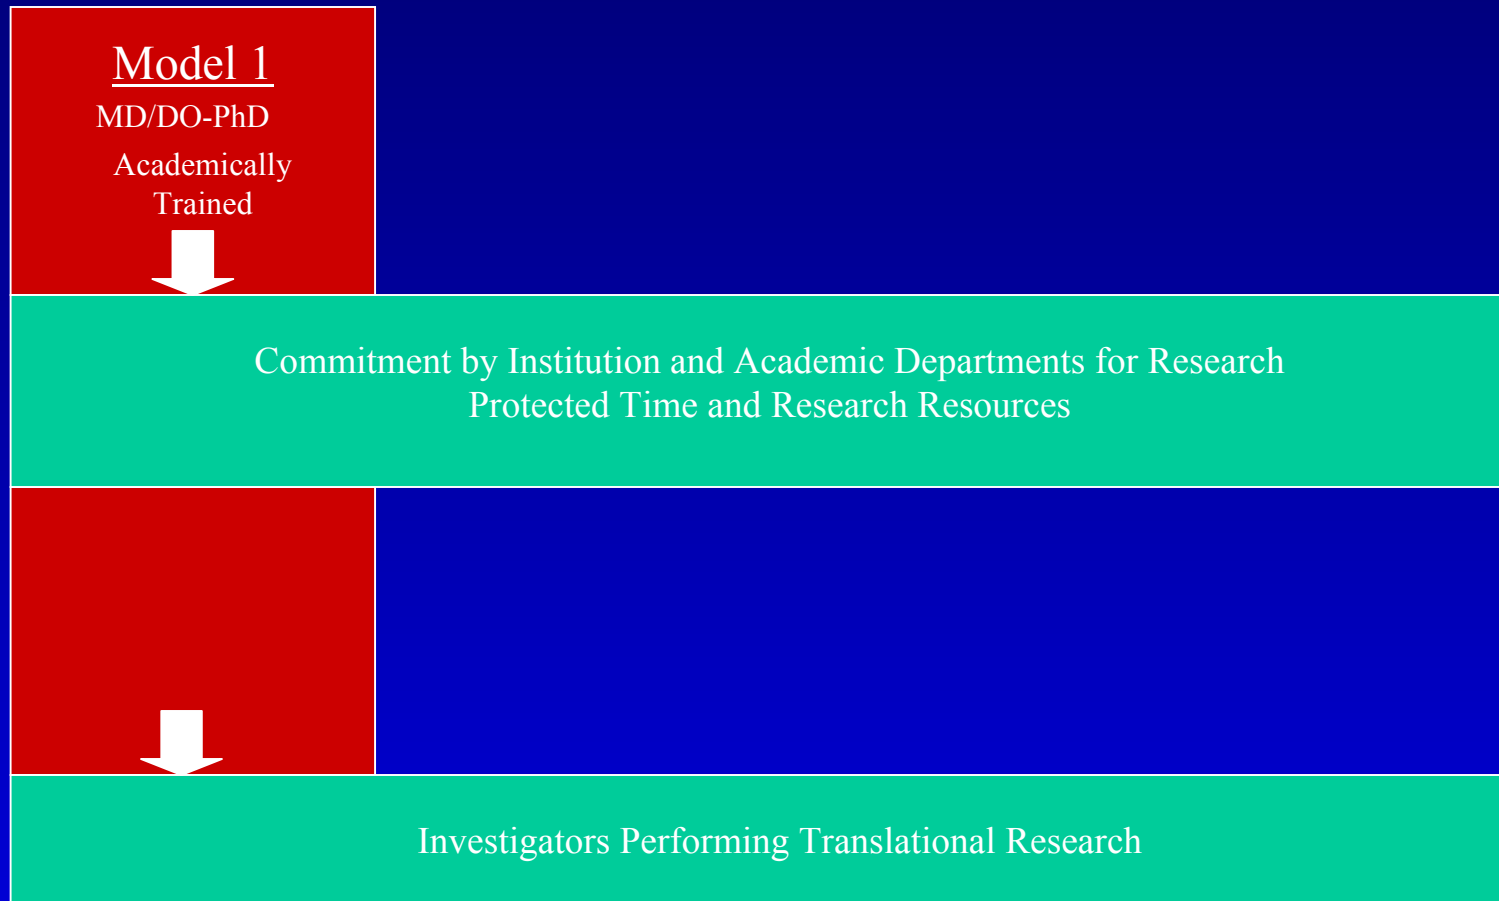 Model 1
MD/DO-PhD
Academically
Trained
Commitment by Institution and Academic Departments for Research
Protected Time and Research Resources
Investigators Performing Translational Research